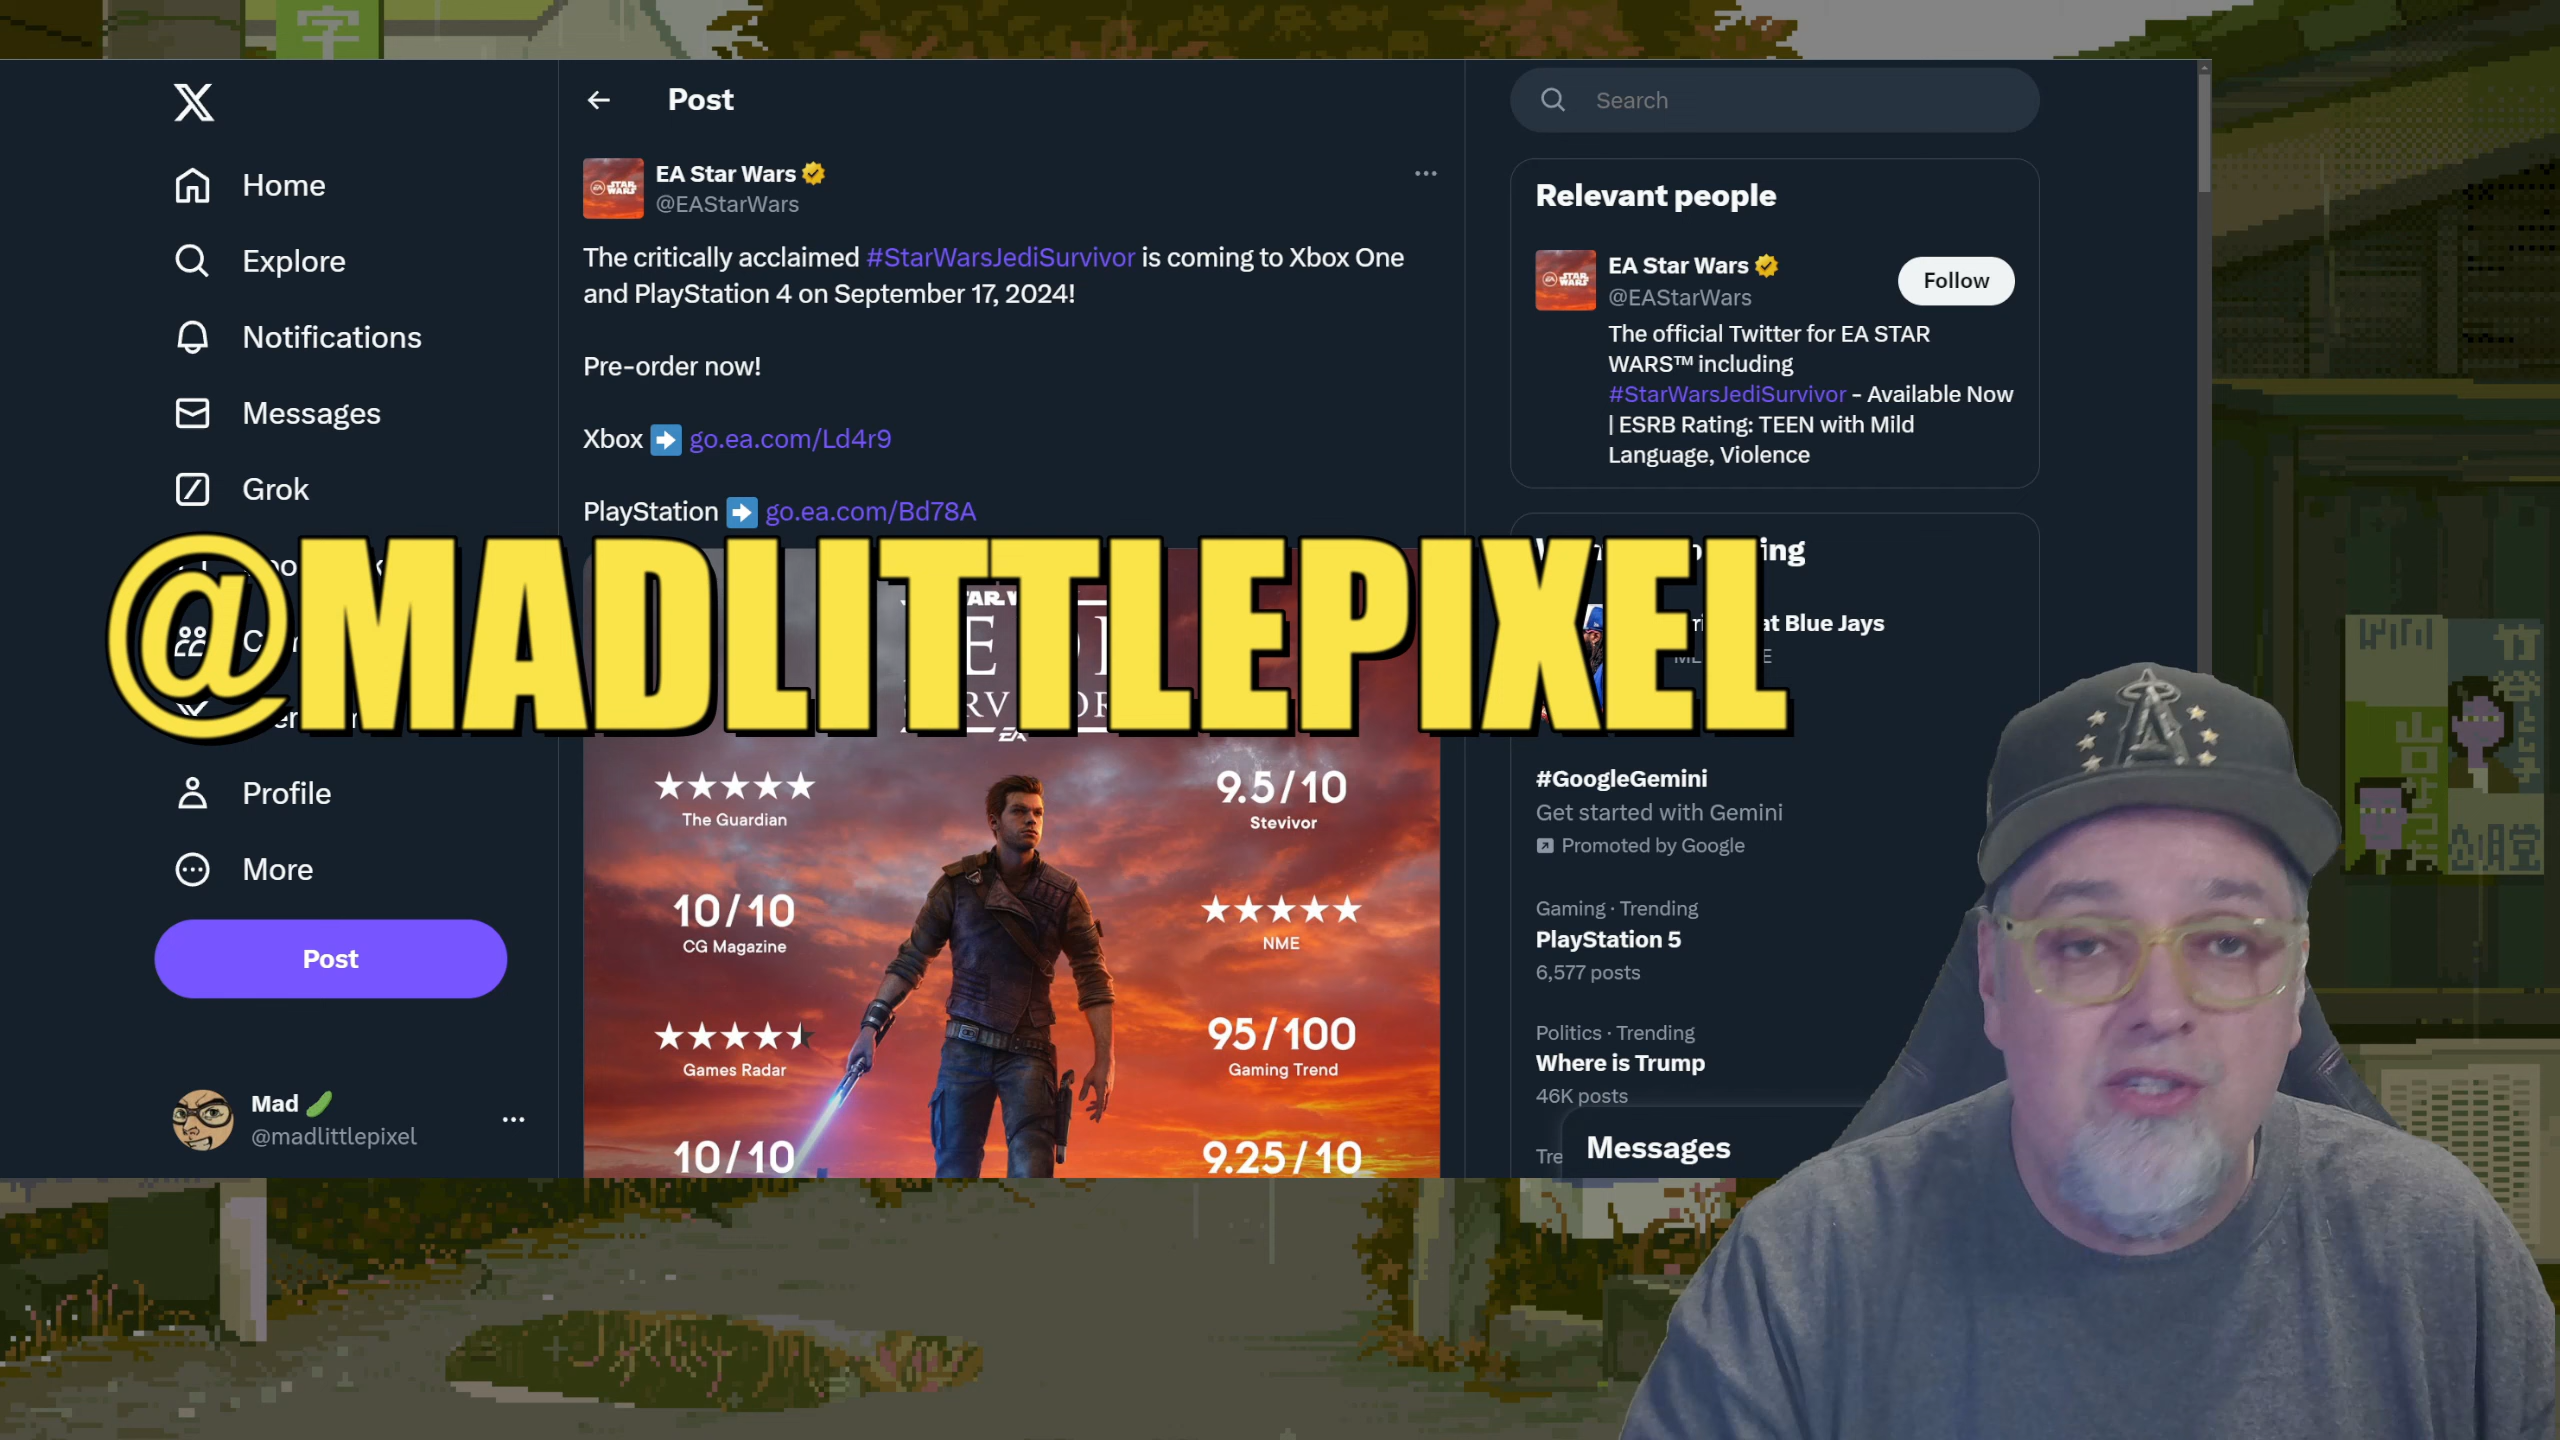 字
Home
Explore
Notifications
Messages
Grok
Profile
More
Post
Mad
@madlittlepixel
Post
EA Star Wars
@EAStarWars
The critically acclaimed #StarWarsJediSurvivor is coming to Xbox One
and PlayStation 4 on September 17, 2024!
Pre-order now!
Xbox ➡ go.ea.com/Ld4r9
PlayStation ➡ go.ea.com/Bd78A
@MADLITTLEPIXEL
EA
★★★★★
The Guardian
9.5/10
Stevivor
10/10
CG Magazine
★★★★★
NME
Games Radar
95/100
Gaming Trend
10/10
9.25/10
Search
Relevant people
EA Star Wars
@EAStarWars
Follow
The official Twitter for EA STAR
WARS™ including
#StarWarsJediSurvivor - Available Now
| ESRB Rating: TEEN with Mild
Language, Violence
at Blue Jays
#GoogleGemini
Get started with Gemini
Promoted by Google
Gaming · Trending
PlayStation 5
6,577 posts
Politics · Trending
Where is Trump
46K posts
Messages